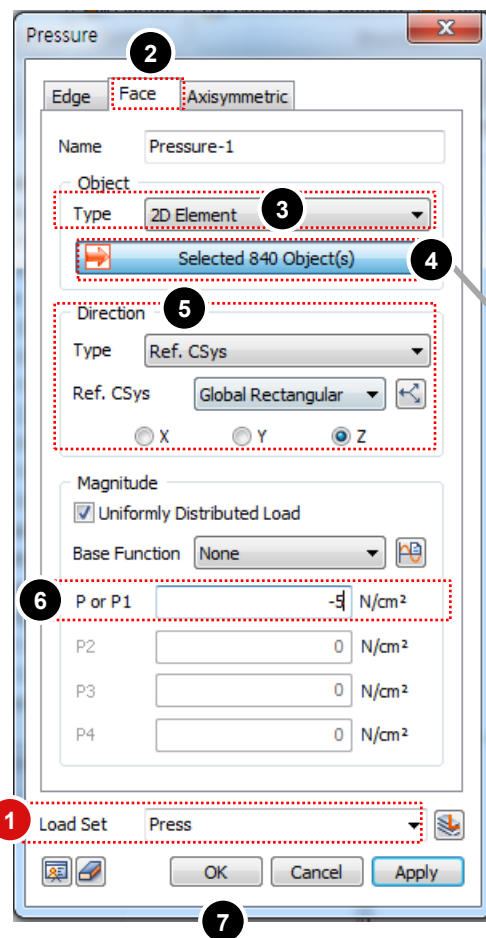 Pressure
2
Edge Face Axisymmetric
Name Pressure-1
Object
Type 2D Element 3
Selected 840 Object(s) 4
Direction 5
Type Ref. CSys
Ref. CSys Global Rectangular
X Y Z
Magnitude
Uniformly Distributed Load
Base Function None
6 P or P1 -5 N/cm²
P2 0 N/cm²
P3 0 N/cm²
P4 0 N/cm²
1 Load Set Press
OK Cancel Apply
7